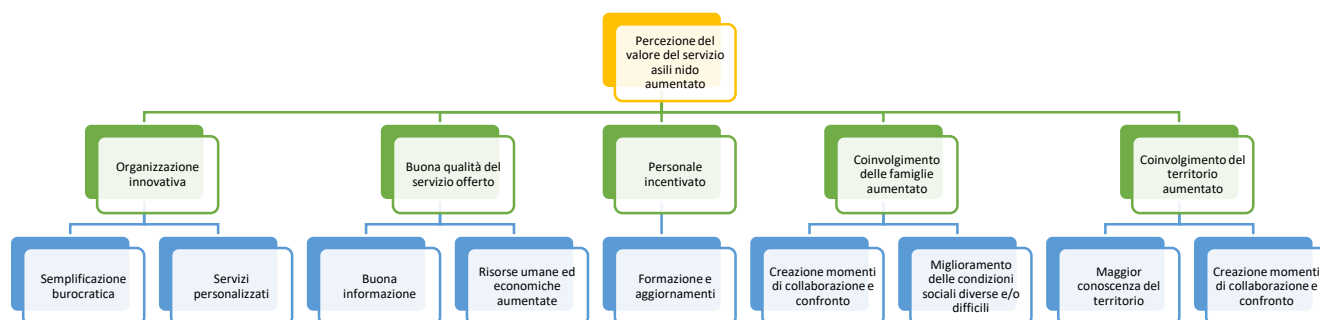 Percezione del
valore del servizio
asili nido
aumentato
Organizzazione
innovativa
Buona qualità del
servizio offerto
Personale
incentivato
Coinvolgimento
delle famiglie
aumentato
Coinvolgimento del
territorio
aumentato
Semplificazione
burocratica
Servizi
personalizzati
Buona
informazione
Risorse umane ed
economiche
aumentate
Formazione e
aggiornamenti
Creazione momenti
di collaborazione e
confronto
Miglioramento
delle condizioni
sociali diverse e/o
difficili
Maggior
conoscenza del
territorio
Creazione momenti
di collaborazione e
confronto